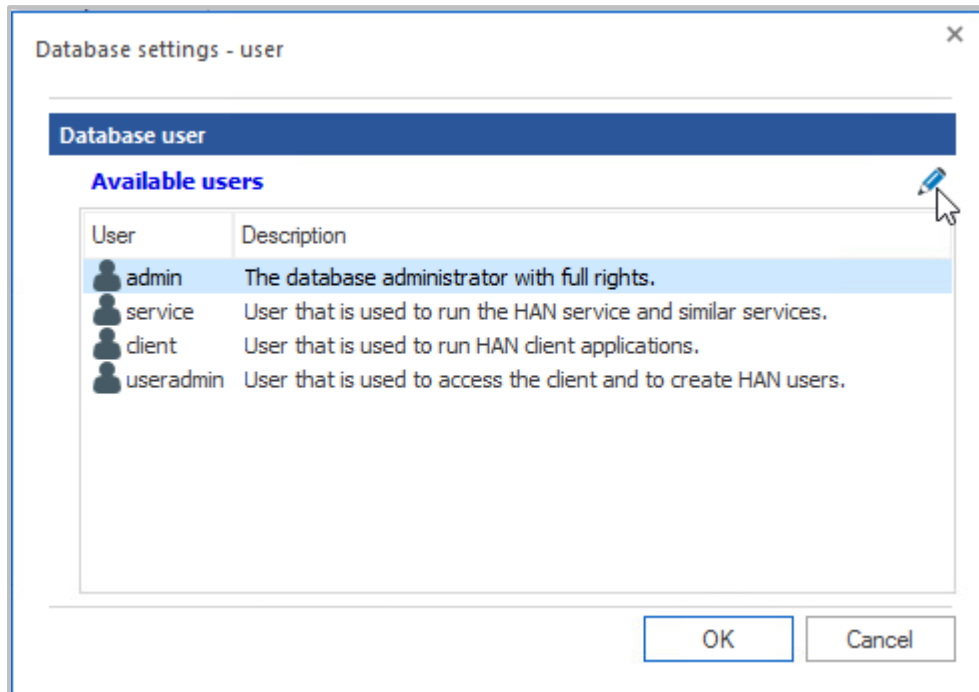 Database settings - user
Database user
Available users
User Description
admin The database administrator with full rights.
service User that is used to run the HAN service and similar services.
client User that is used to run HAN client applications.
useradmin User that is used to access the client and to create HAN users.
OK Cancel